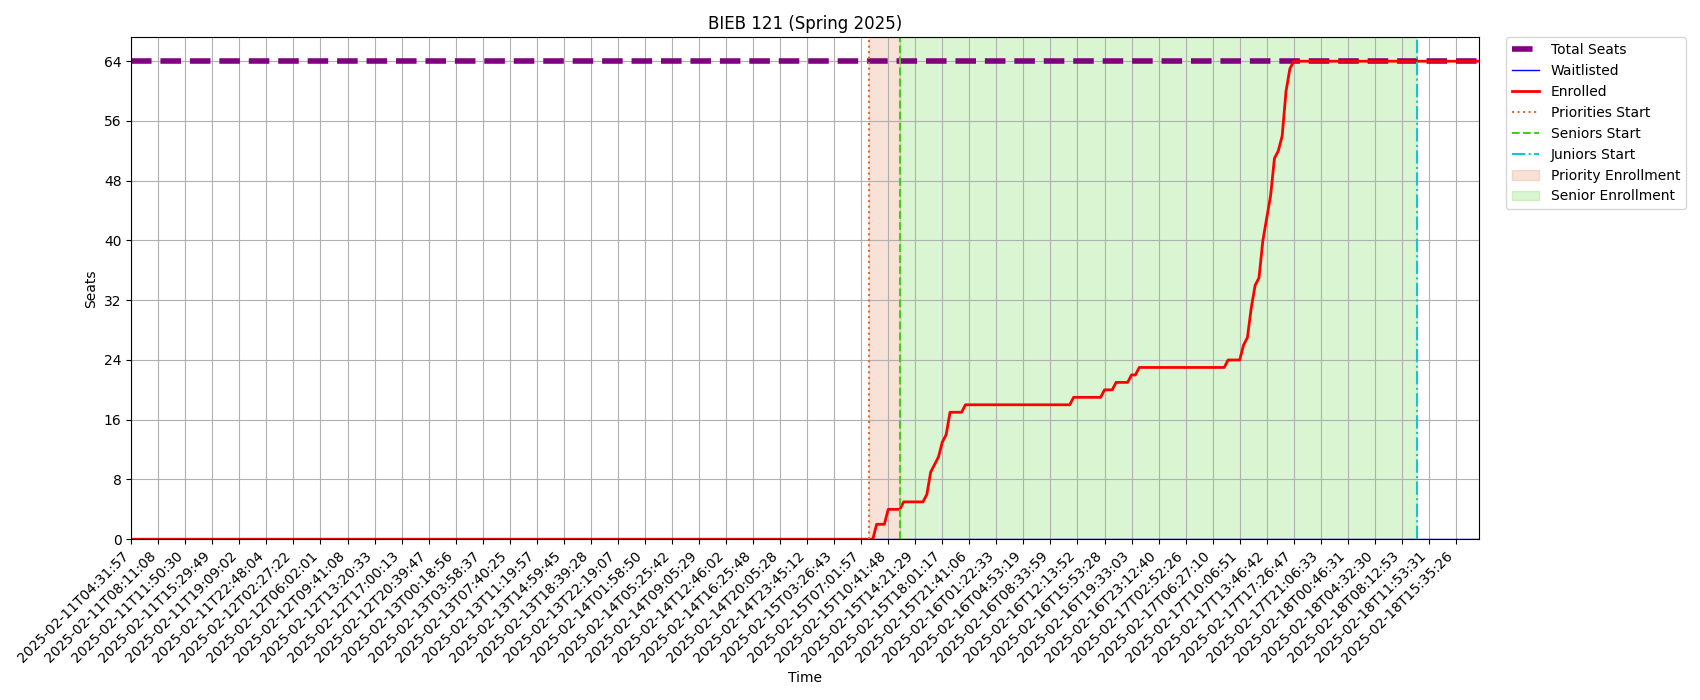 BIEB 121 (Spring 2025)
Total Seats
Waitlisted
Enrolled
Priorities Start
Seniors Start
Juniors Start
Priority Enrollment
Senior Enrollment
Seats
64
56
48
40
32
24
16
8
0
2025-02-11T04:31:57
2025-02-11T08:11:08
2025-02-11T11:50:30
2025-02-11T15:29:49
2025-02-11T19:09:02
2025-02-11T22:48:04
2025-02-12T02:27:22
2025-02-12T06:02:01
2025-02-12T09:41:08
2025-02-12T13:20:33
2025-02-12T17:00:13
2025-02-12T20:39:47
2025-02-13T00:18:56
2025-02-13T03:58:37
2025-02-13T07:40:25
2025-02-13T11:19:57
2025-02-13T14:59:45
2025-02-13T18:39:28
2025-02-13T22:19:07
2025-02-14T01:58:50
2025-02-14T05:25:42
2025-02-14T09:05:29
2025-02-14T12:46:02
2025-02-14T16:25:48
2025-02-14T20:05:28
2025-02-14T23:45:12
2025-02-15T03:26:43
2025-02-15T07:01:57
2025-02-15T10:41:48
2025-02-15T14:21:29
2025-02-15T18:01:17
2025-02-15T21:41:06
2025-02-16T01:22:33
2025-02-16T04:53:19
2025-02-16T08:33:59
2025-02-16T12:13:52
2025-02-16T15:53:28
2025-02-16T19:33:03
2025-02-16T23:12:40
2025-02-17T02:52:26
2025-02-17T06:27:10
2025-02-17T10:06:51
2025-02-17T13:46:42
2025-02-17T17:26:47
2025-02-17T21:06:33
2025-02-18T00:46:31
2025-02-18T04:32:30
2025-02-18T08:12:53
2025-02-18T11:53:31
2025-02-18T15:35:26
Time